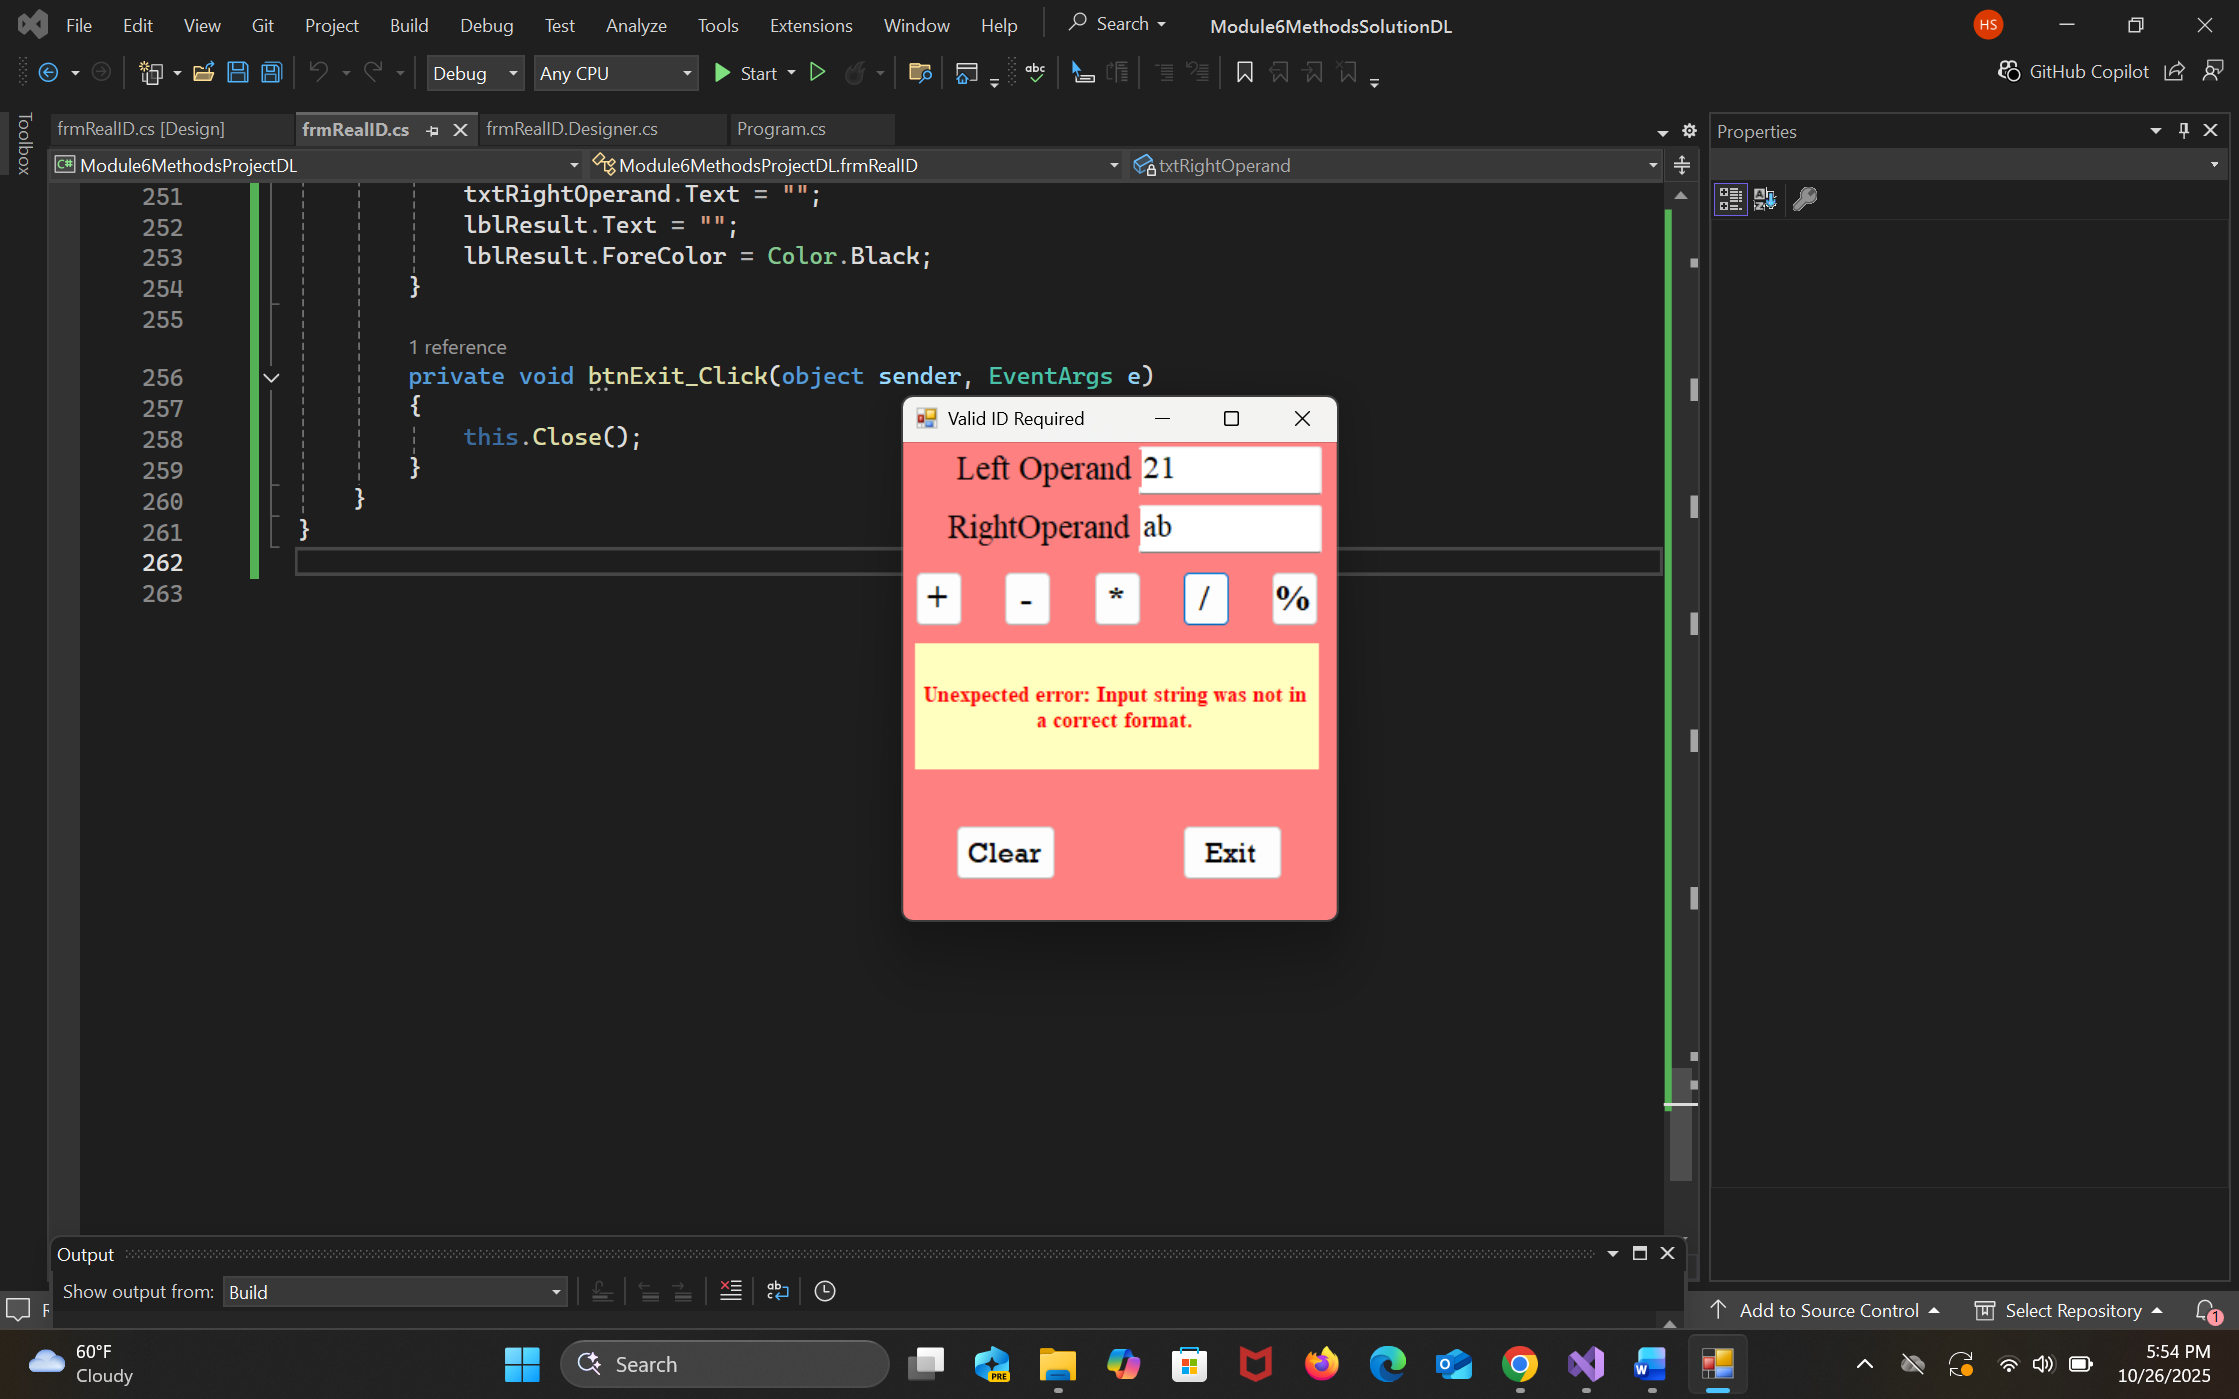 File Edit View Git Project Build Debug Test Analyze Tools Extensions Window Help Search Module6MethodsSolutionDL HS
Debug Any CPU Start GitHub Copilot
Toolbox
frmRealID.cs [Design] frmRealID.cs frmRealID.Designer.cs Program.cs
Module6MethodsProjectDL Module6MethodsProjectDL.frmRealID txtRightOperand
251 txtRightOperand.Text = "";
252 lblResult.Text = "";
253 lblResult.ForeColor = Color.Black;
254 }
255
1 reference
256 private void btnExit_Click(object sender, EventArgs e)
257 {
258 this.Close();
259 }
260 }
261 }
262
263
Valid ID Required
Left Operand 21
RightOperand ab
+ - * / %
Unexpected error: Input string was not in
a correct format.
Clear Exit
Properties
Output
Show output from: Build
Add to Source Control Select Repository 1
60°F
Cloudy
Search
PRE
5:54 PM
10/26/2025